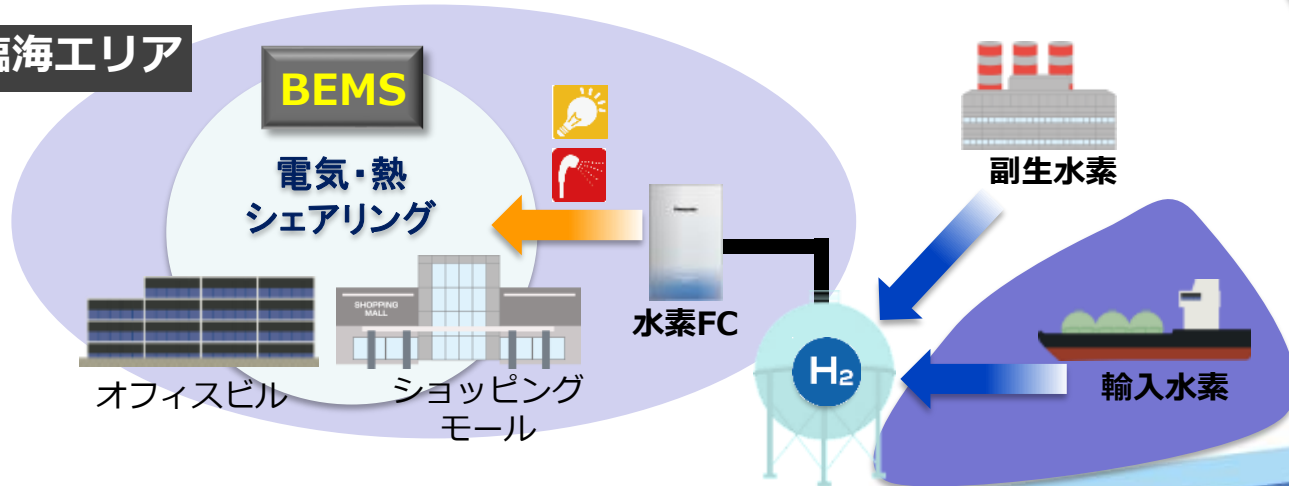 臨海エリア
BEMS
電気・熱
シェアリング
SHOPPING
MALL
オフィスビル
ショッピング
モール
水素FC
H₂
副生水素
輸入水素